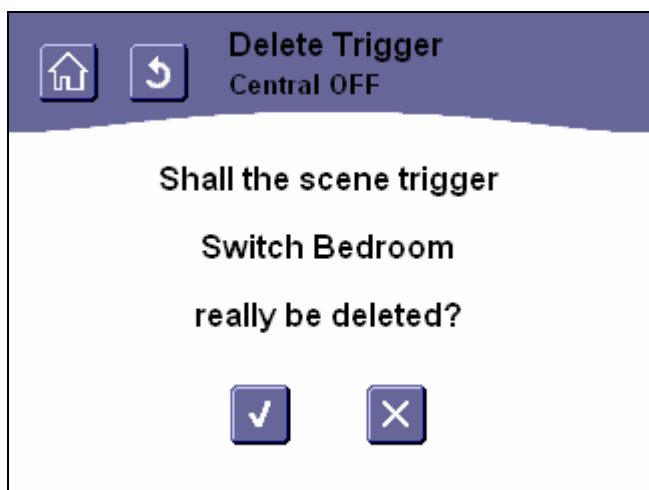 Delete Trigger
Central OFF
Shall the scene trigger
Switch Bedroom
really be deleted?